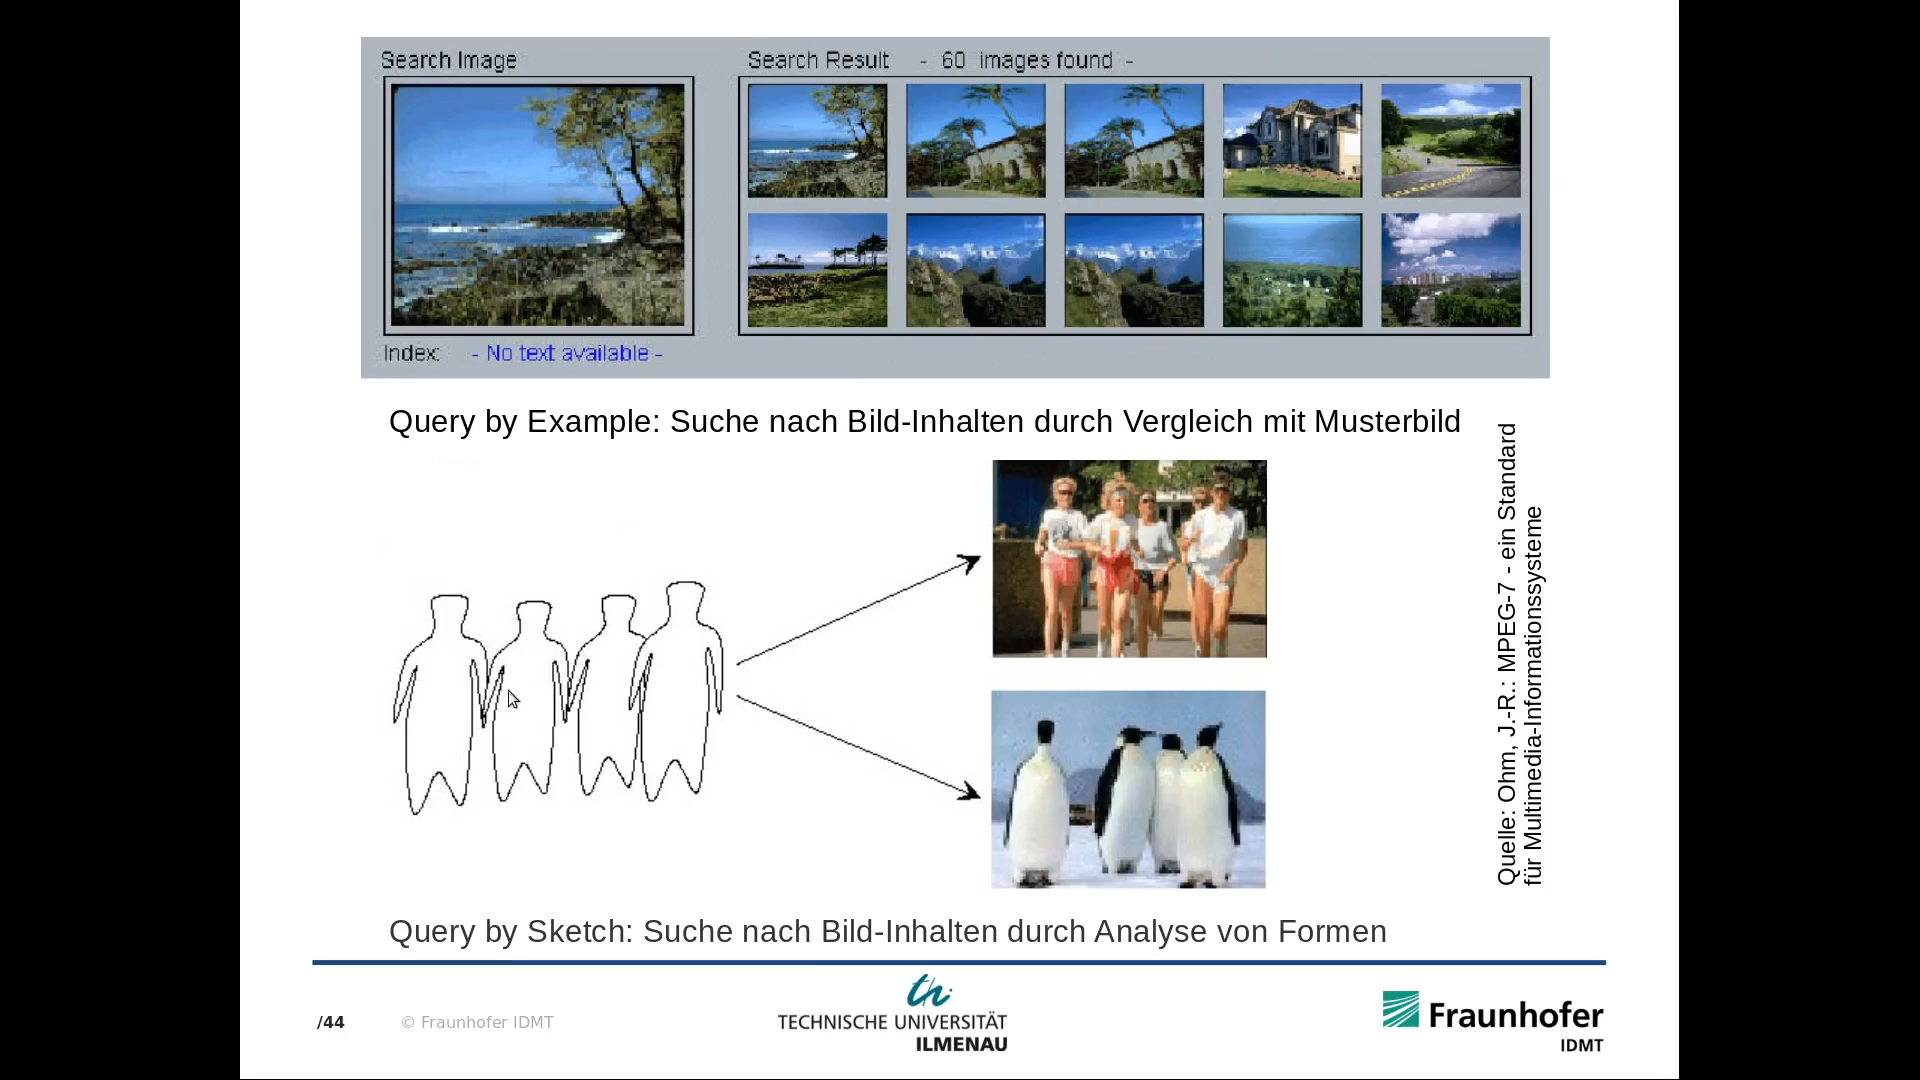 Search Image
Search Result - 60 images found -
Index: - No text available -
Query by Example: Suche nach Bild-Inhalten durch Vergleich mit Musterbild
Quelle: Ohm, J.-R.: MPEG-7 - ein Standard
für Multimedia-Informationssysteme
Query by Sketch: Suche nach Bild-Inhalten durch Analyse von Formen
/44
© Fraunhofer IDMT
th
TECHNISCHE UNIVERSITÄT
ILMENAU
Fraunhofer
IDMT